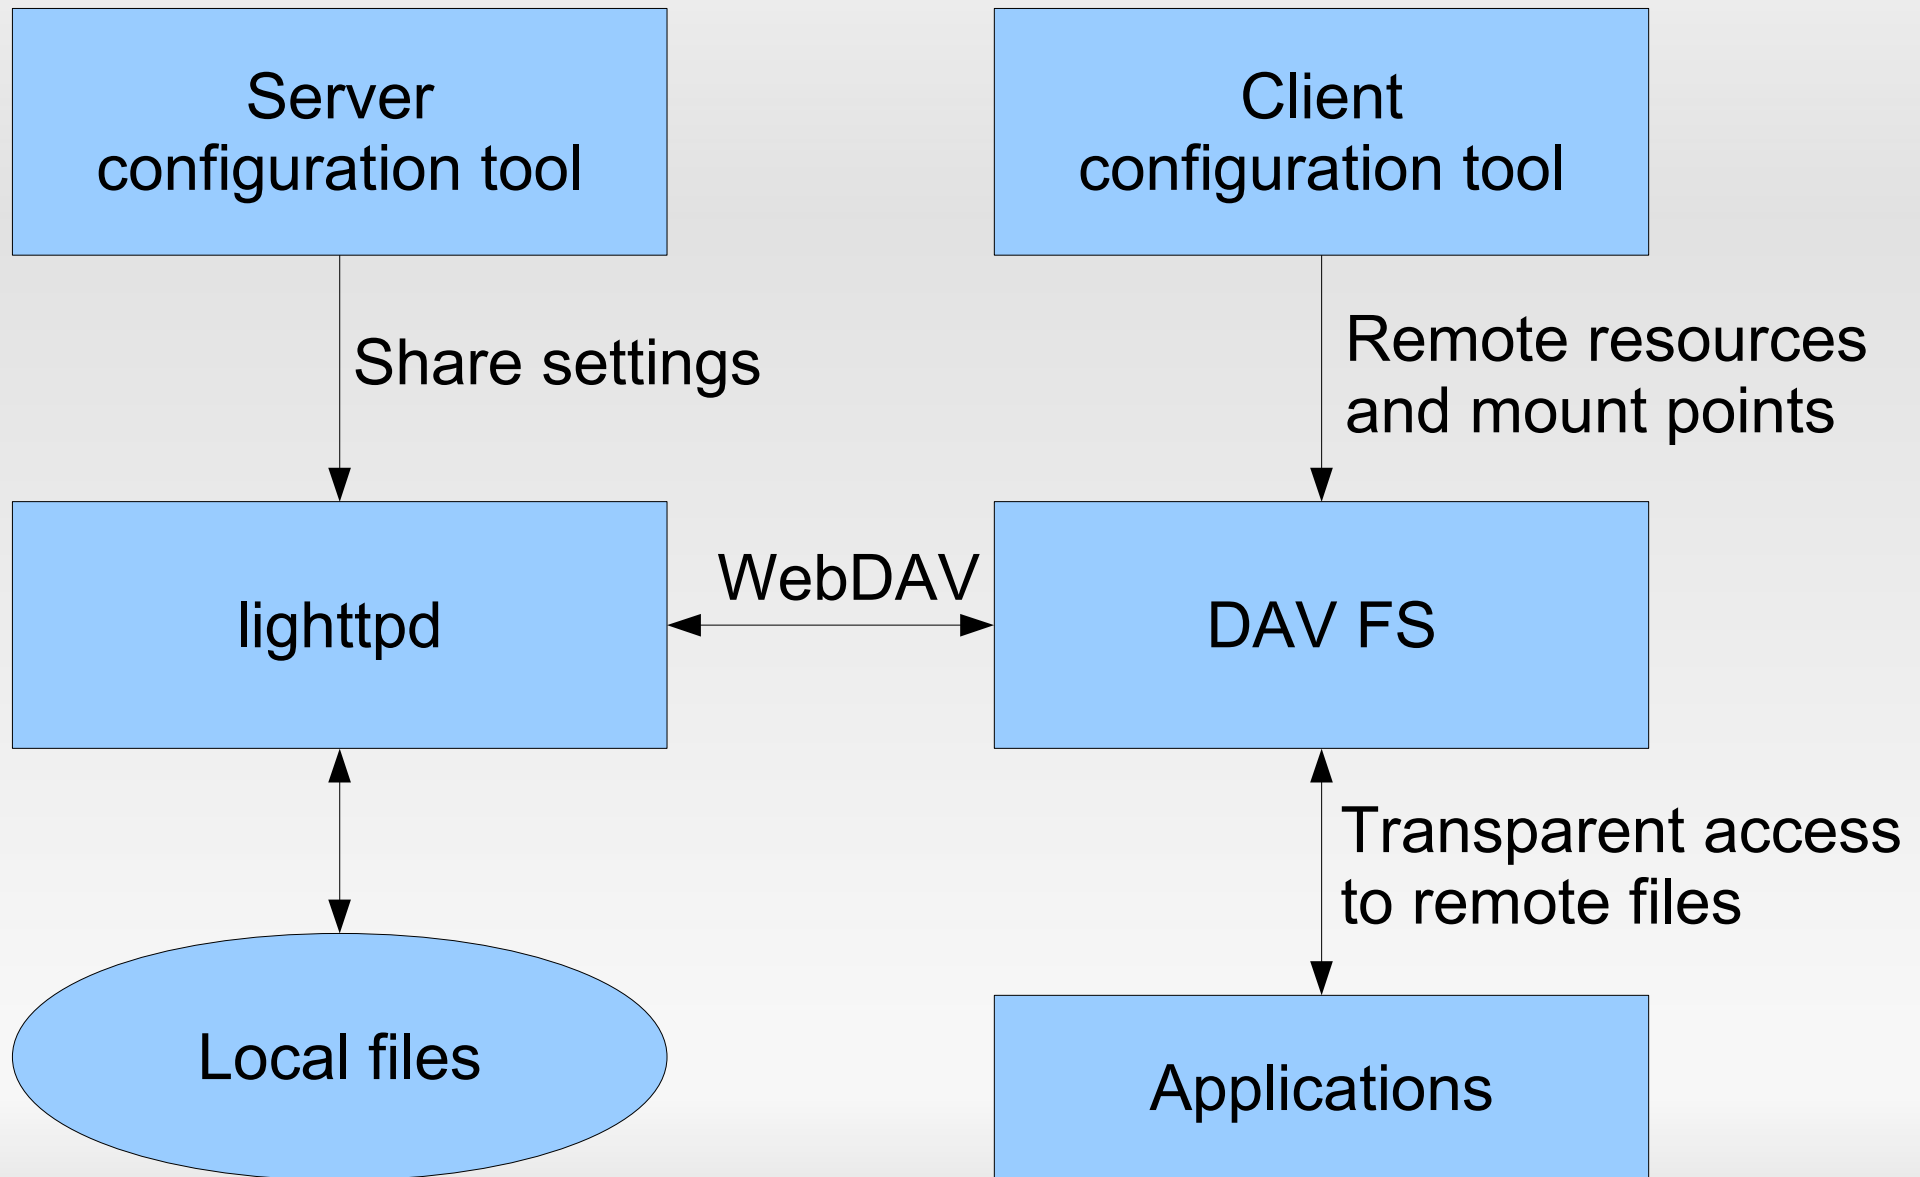 Server
configuration tool
Client
configuration tool
Share settings
Remote resources
and mount points
lighttpd
WebDAV
DAV FS
Transparent access
to remote files
Local files
Applications